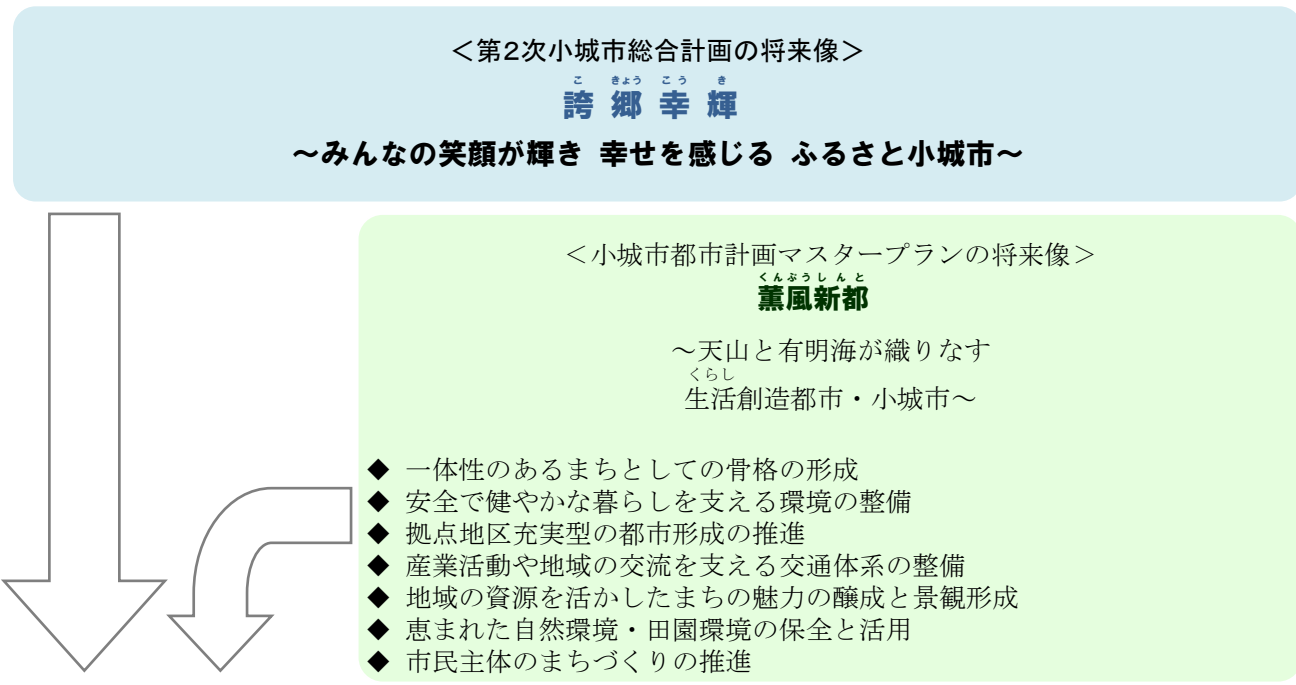 ＜第2次小城市総合計画の将来像＞
こ きょう こう き
誇 郷 幸 輝
～みんなの笑顔が輝き 幸せを感じる ふるさと小城市～
＜小城市都市計画マスタープランの将来像＞
くんぷうしんと
薫風新都
～天山と有明海が織りなす
くらし
生活創造都市・小城市～
◆ 一体性のあるまちとしての骨格の形成
◆ 安全で健やかな暮らしを支える環境の整備
◆ 拠点地区充実型の都市形成の推進
◆ 産業活動や地域の交流を支える交通体系の整備
◆ 地域の資源を活かしたまちの魅力の醸成と景観形成
◆ 恵まれた自然環境・田園環境の保全と活用
◆ 市民主体のまちづくりの推進